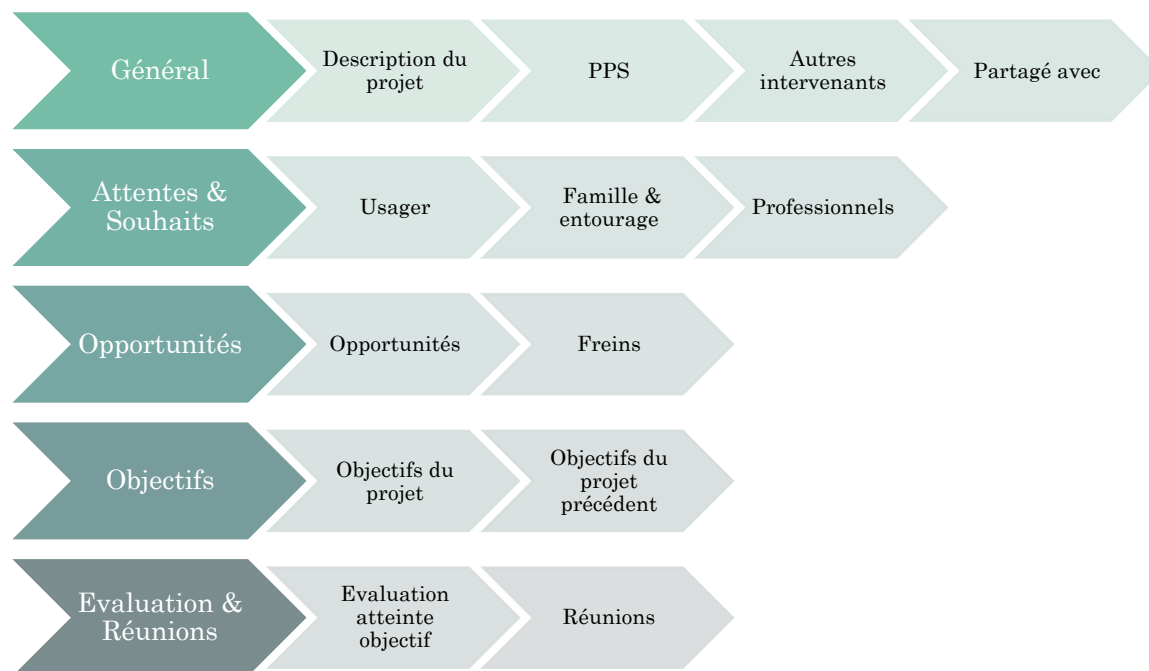 Général
Description du
projet
PPS
Autres
intervenants
Partagé avec
Attentes &
Souhaits
Usager
Famille &
entourage
Professionnels
Opportunités
Opportunités
Freins
Objectifs
Objectifs du
projet
Objectifs du
projet
précédent
Evaluation &
Réunions
Evaluation
atteinte
objectif
Réunions